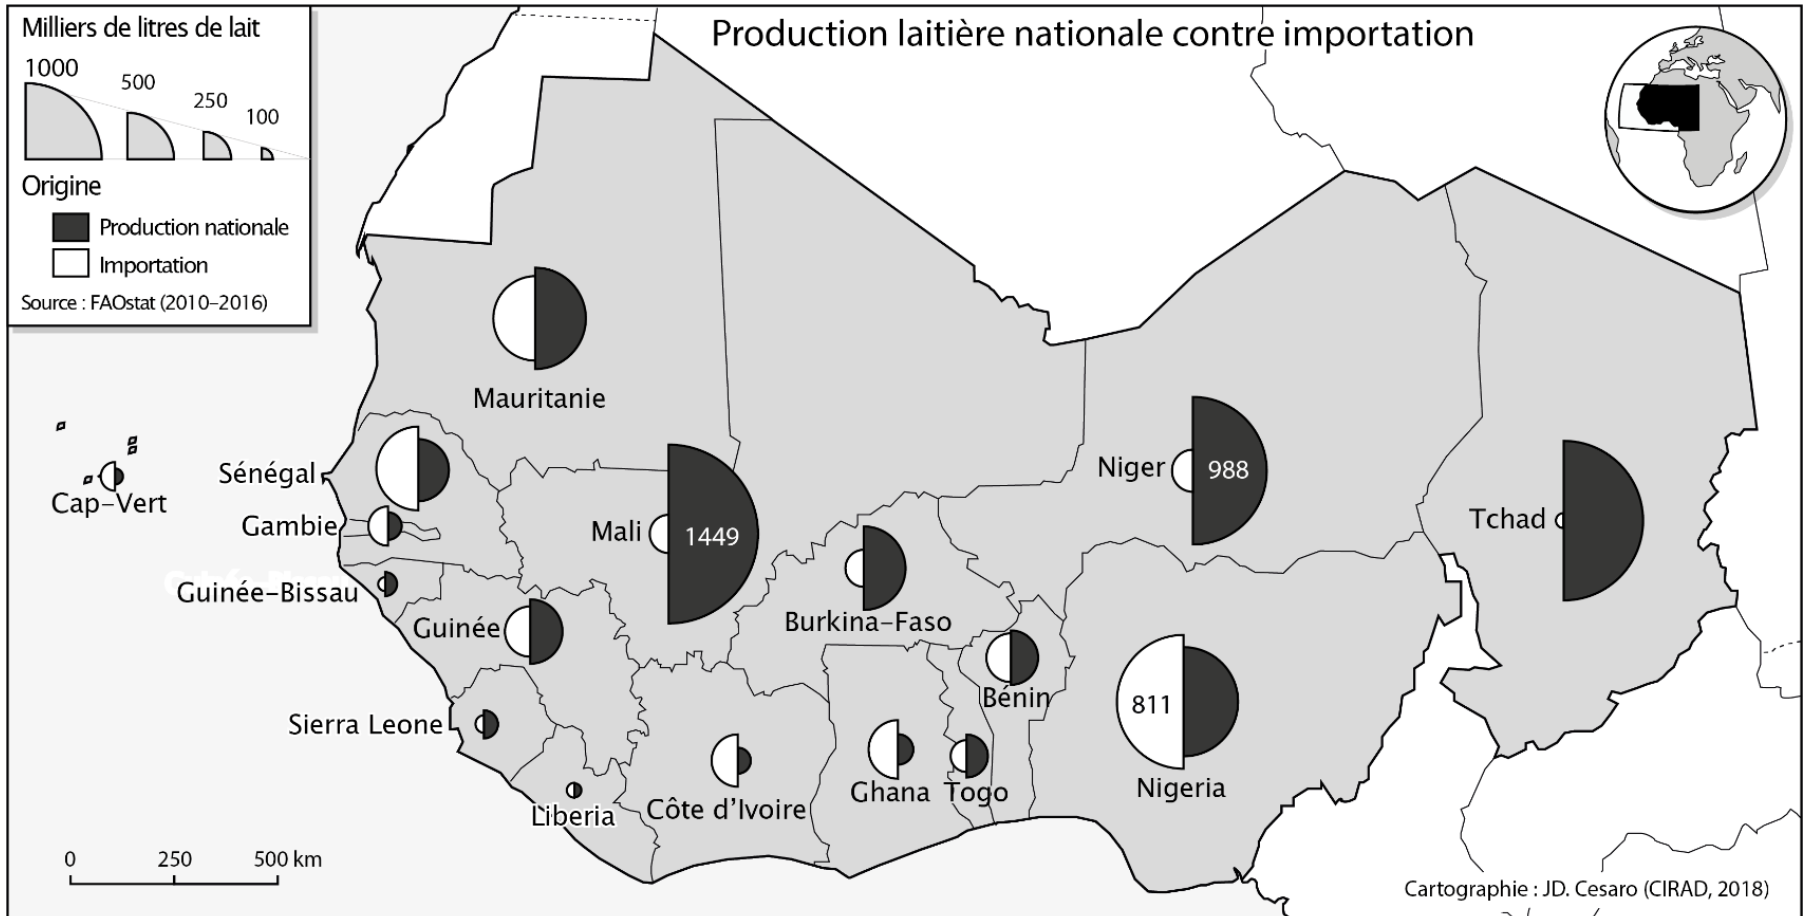 Production laitière nationale contre importation
Milliers de litres de lait
1000
500
250
100
Origine
Production nationale
Importation
Source : FAOstat (2010–2016)
Mauritanie
Sénégal
Cap–Vert
Gambie
Guinée–Bissau
Guinée
Sierra Leone
Liberia
Côte d’Ivoire
Mali
1449
Burkina–Faso
Ghana
Togo
Bénin
Niger
988
Nigeria
811
Tchad
0 250 500 km
Cartographie : JD. Cesaro (CIRAD, 2018)